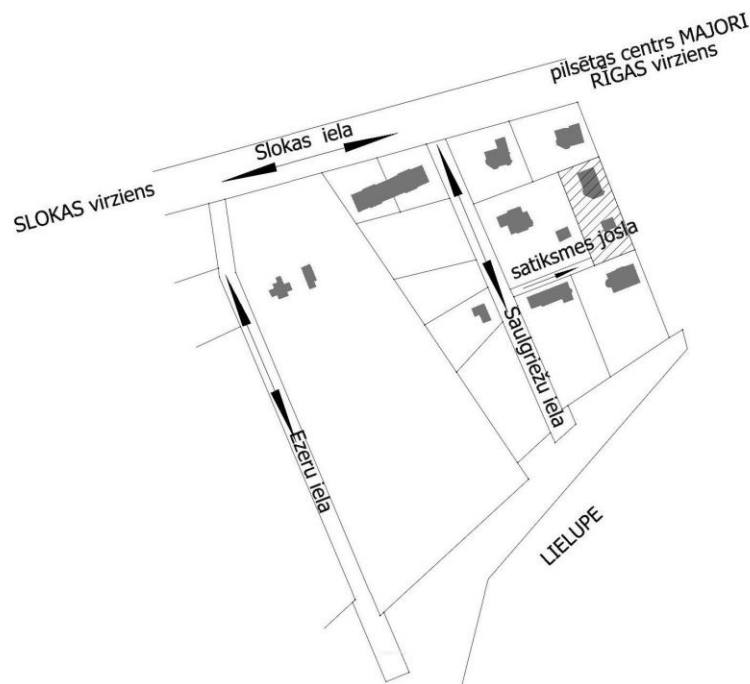 pilsētas centrs MAJORI
RĪGAS virziens
Slokas iela
SLOKAS virziens
satiksmes josla
Saulgriežu iela
Ezeru iela
LIELUPE